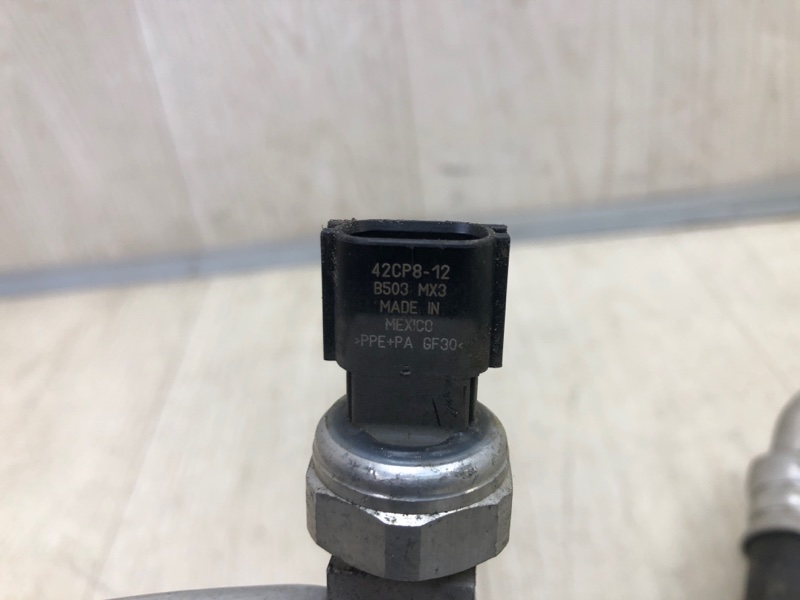 42CP8-12
B503 MX3
MADE IN
MEXICO
>PPE+PA GF30<